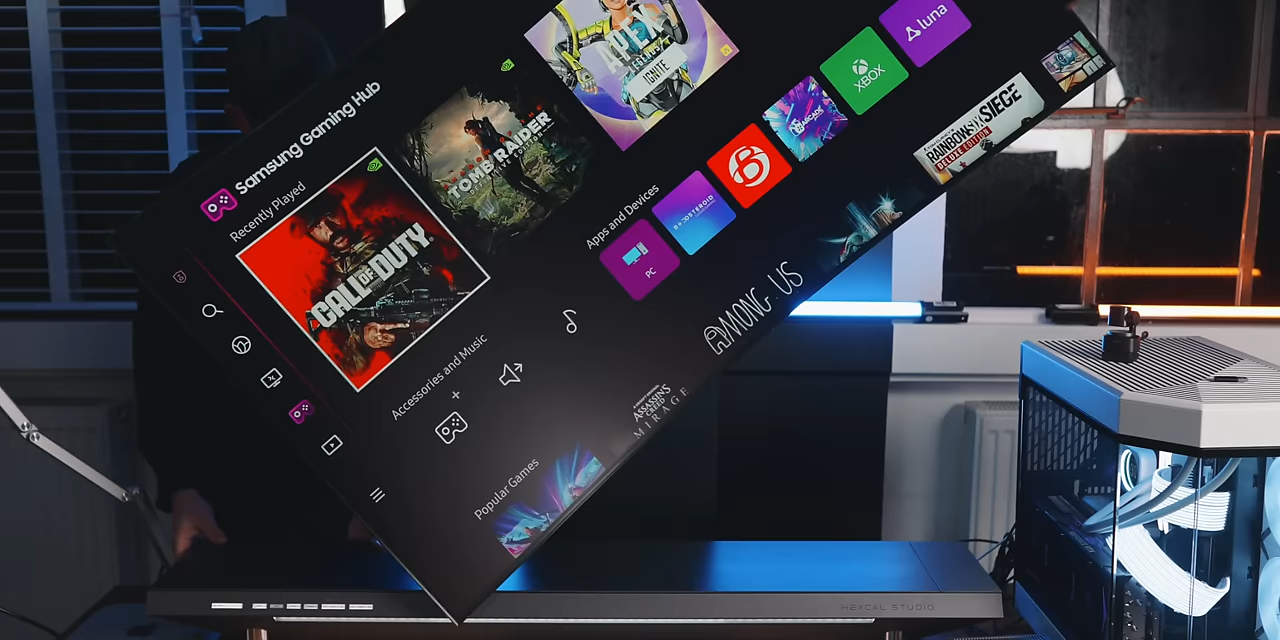 Samsung Gaming Hub
Recently Played
CALL OF DUTY
TOMB RAIDER
APEX
LEGENDS
IGNITE
Apps and Devices
PC
BOOSTEROID
ARCADE
XBOX
luna
Accessories and Music
Popular Games
ASSASSIN'S
CREED
MIRAGE
AMONG US
RAINBOW SIX SIEGE
DELUXE EDITION
HEXCAL STUDIO